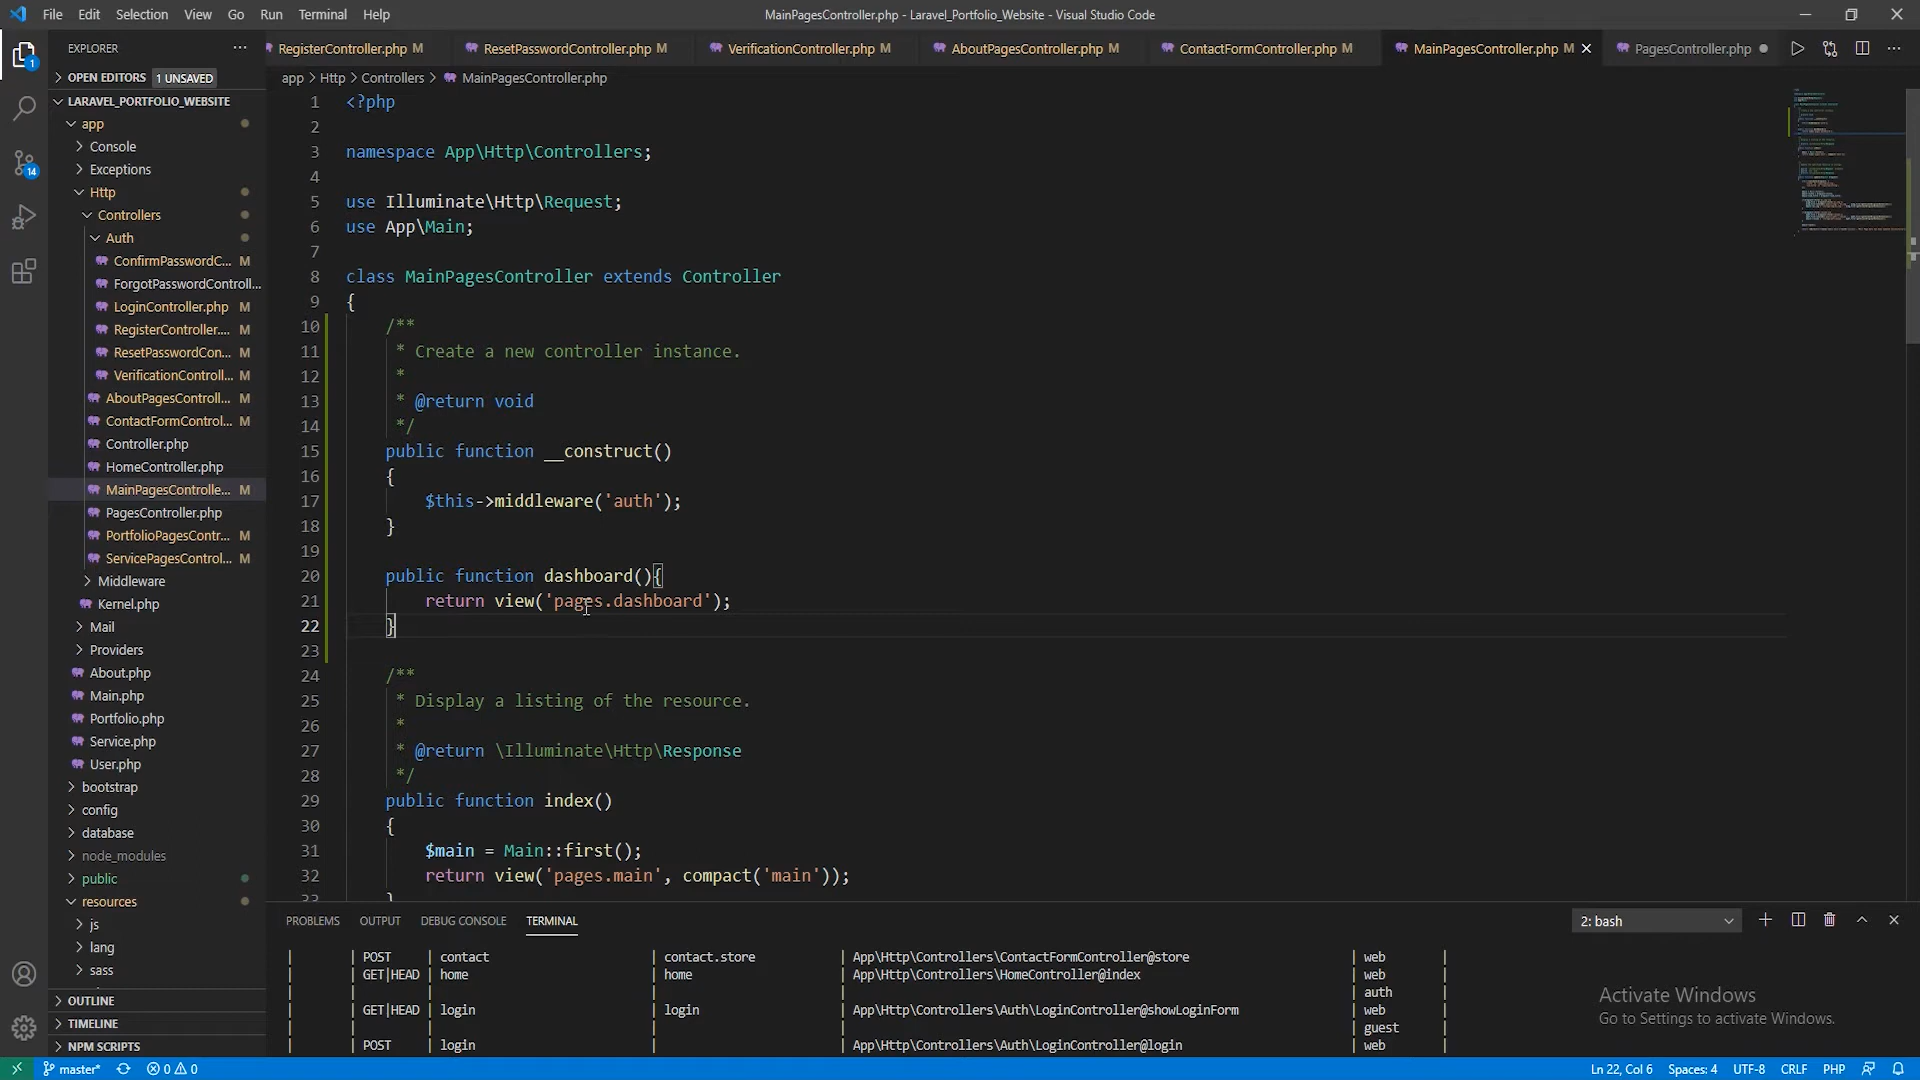 File Edit Selection View Go Run Terminal Help
MainPagesController.php - Laravel_Portfolio_Website - Visual Studio Code
EXPLORER
RegisterController.php M
ResetPasswordController.php M
VerificationController.php M
AboutPagesController.php M
ContactFormController.php M
MainPagesController.php M
PagesController.php
OPEN EDITORS 1 UNSAVED
app > Http > Controllers > MainPagesController.php
LARAVEL_PORTFOLIO_WEBSITE
app
Console
Exceptions
Http
Controllers
Auth
ConfirmPasswordC... M
ForgotPasswordControll...
LoginController.php M
RegisterController.... M
ResetPasswordCon... M
VerificationControll... M
AboutPagesControll... M
ContactFormControl... M
Controller.php
HomeController.php
MainPagesControlle... M
PagesController.php
PortfolioPagesContr... M
ServicePagesControl... M
Middleware
Kernel.php
Mail
Providers
About.php
Main.php
Portfolio.php
Service.php
User.php
bootstrap
config
database
node_modules
public
resources
js
lang
sass
OUTLINE
TIMELINE
NPM SCRIPTS
1 <?php
2
3 namespace App\Http\Controllers;
4
5 use Illuminate\Http\Request;
6 use App\Main;
7
8 class MainPagesController extends Controller
9 {
10 /**
11 * Create a new controller instance.
12 *
13 * @return void
14 */
15 public function __construct()
16 {
17 $this->middleware('auth');
18 }
19
20 public function dashboard(){
21 return view('pages.dashboard');
22 }
23
24 /**
25 * Display a listing of the resource.
26 *
27 * @return \Illuminate\Http\Response
28 */
29 public function index()
30 {
31 $main = Main::first();
32 return view('pages.main', compact('main'));
33 }
PROBLEMS OUTPUT DEBUG CONSOLE TERMINAL
2: bash
| | POST | contact | contact.store | App\Http\Controllers\ContactFormController@store | web |
| | GET|HEAD | home | home | App\Http\Controllers\HomeController@index | web |
| | | | | | auth |
| | GET|HEAD | login | login | App\Http\Controllers\Auth\LoginController@showLoginForm | web |
| | | | | | guest |
| | POST | login | | App\Http\Controllers\Auth\LoginController@login | web |
Activate Windows
Go to Settings to activate Windows.
1
14
master* 0 0
Ln 22, Col 6 Spaces: 4 UTF-8 CRLF PHP